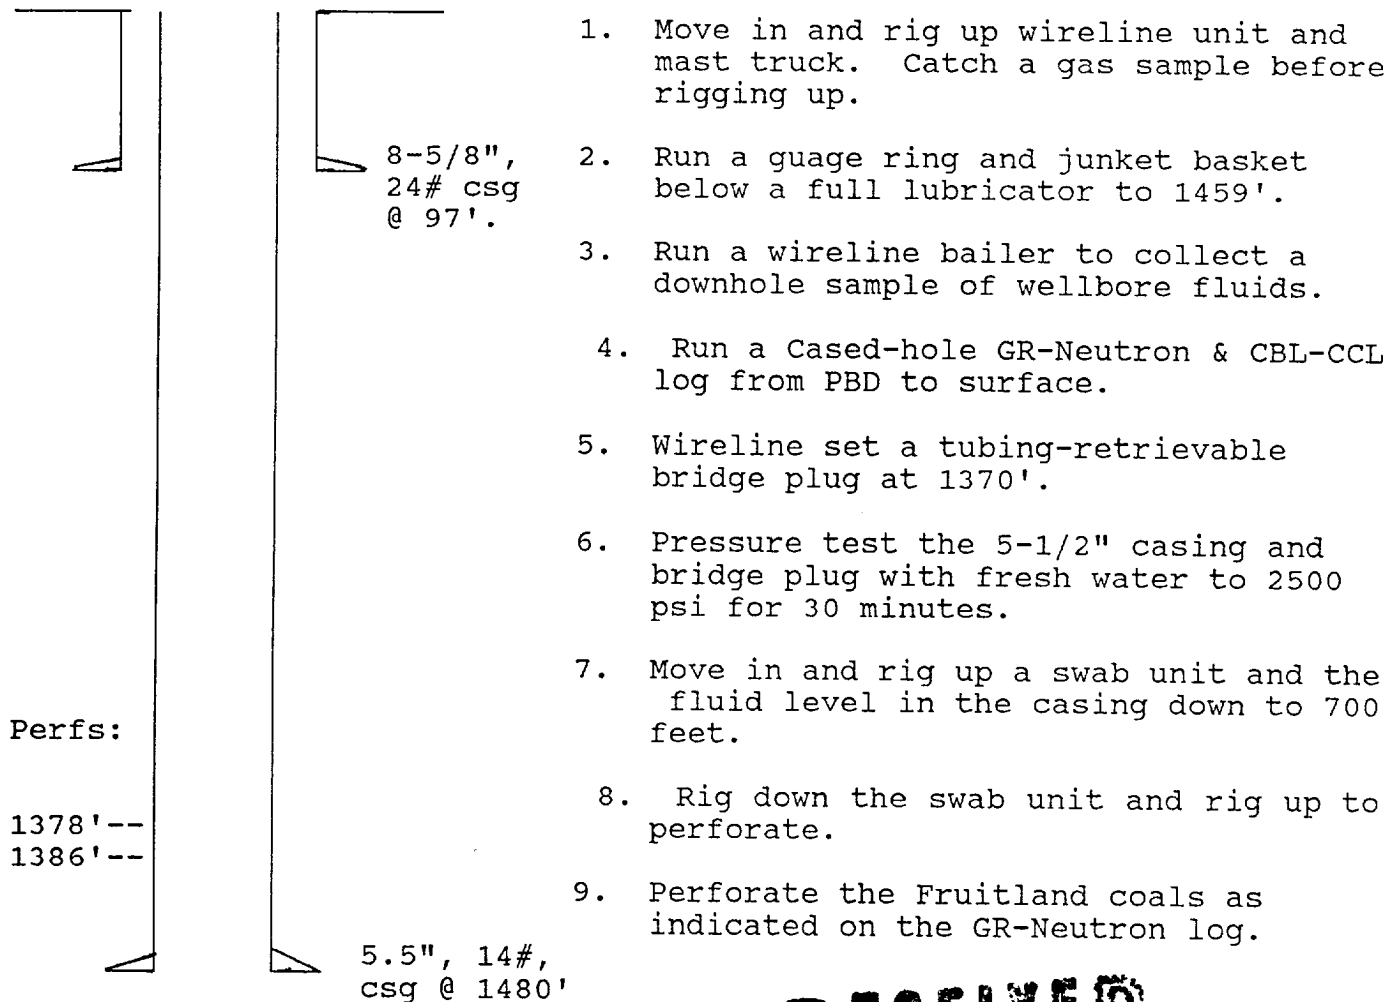 8-5/8",
24# csg
@ 97'.
Perfs:
1378'--
1386'--
5.5", 14#,
csg @ 1480'
1. Move in and rig up wireline unit and
mast truck. Catch a gas sample before
rigging up.
2. Run a guage ring and junket basket
below a full lubricator to 1459'.
3. Run a wireline bailer to collect a
downhole sample of wellbore fluids.
4. Run a Cased-hole GR-Neutron & CBL-CCL
log from PBD to surface.
5. Wireline set a tubing-retrievable
bridge plug at 1370'.
6. Pressure test the 5-1/2" casing and
bridge plug with fresh water to 2500
psi for 30 minutes.
7. Move in and rig up a swab unit and the
fluid level in the casing down to 700
feet.
8. Rig down the swab unit and rig up to
perforate.
9. Perforate the Fruitland coals as
indicated on the GR-Neutron log.